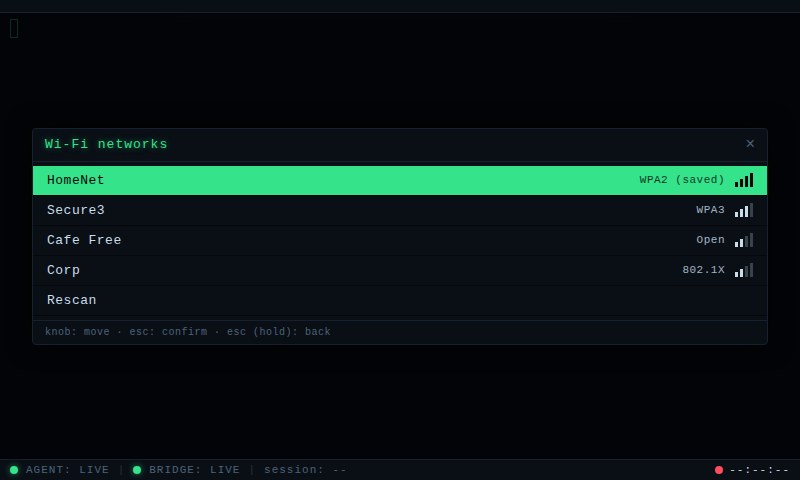 Wi-Fi networks ×
HomeNet WPA2 (saved)
Secure3 WPA3
Cafe Free Open
Corp 802.1X
Rescan
knob: move · esc: confirm · esc (hold): back
AGENT: LIVE | BRIDGE: LIVE | session: -- --:--:--